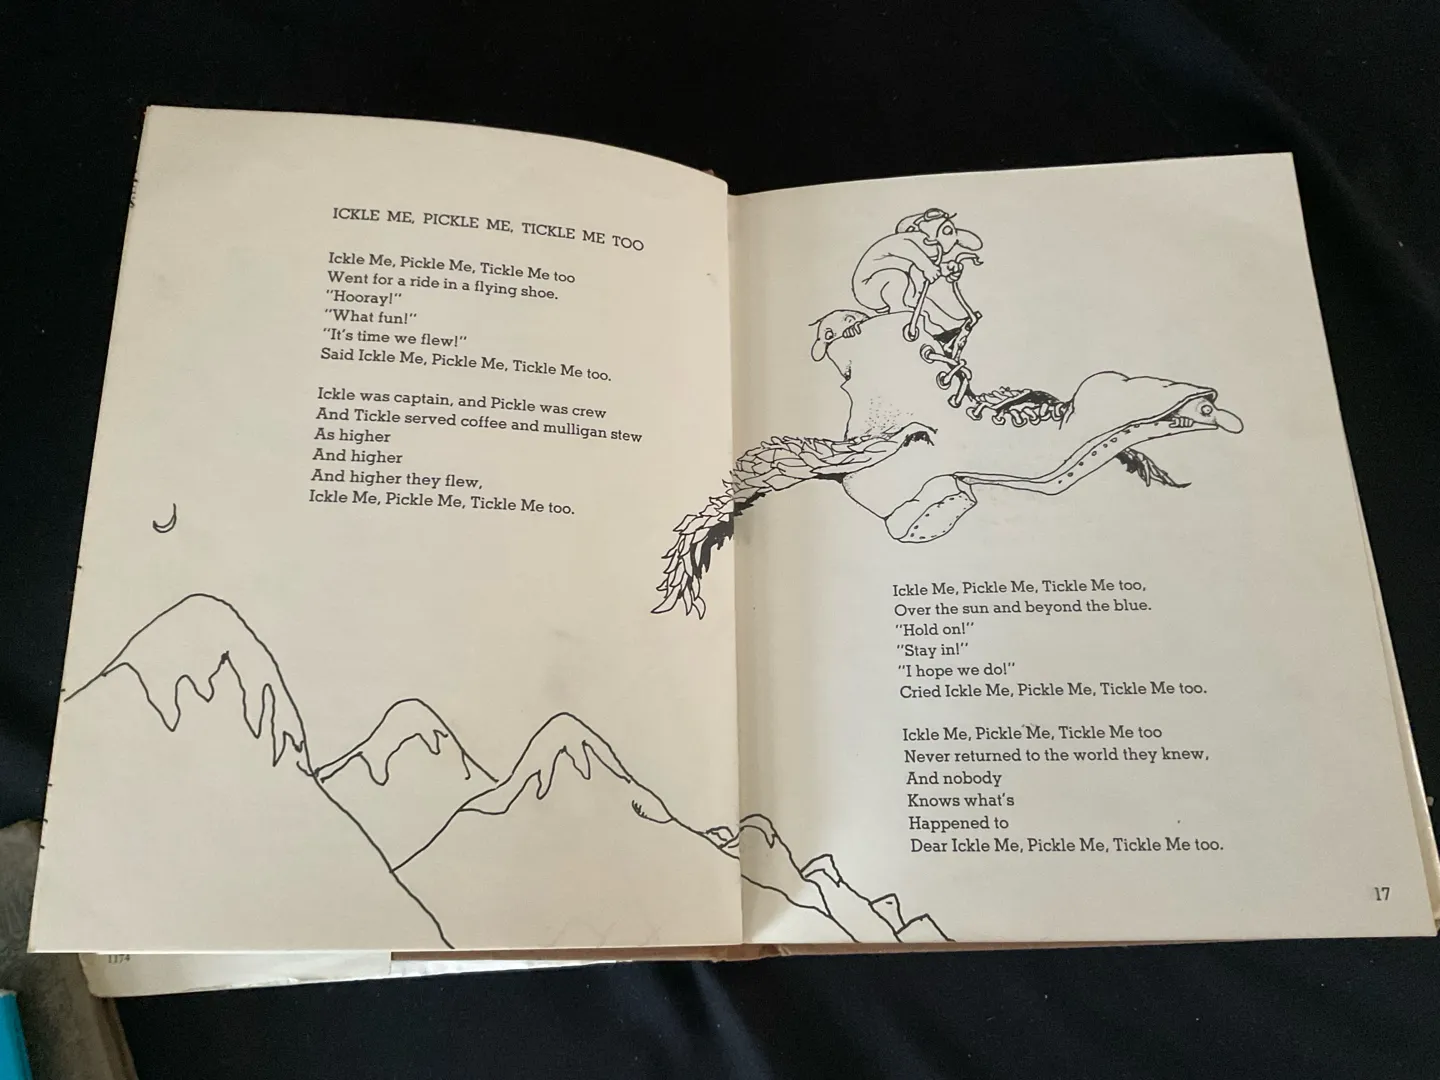 ICKLE ME, PICKLE ME, TICKLE ME TOO
Ickle Me, Pickle Me, Tickle Me too
Went for a ride in a flying shoe.
"Hooray!"
"What fun!"
"It's time we flew!"
Said Ickle Me, Pickle Me, Tickle Me too.
Ickle was captain, and Pickle was crew
And Tickle served coffee and mulligan stew
As higher
And higher
And higher they flew,
Ickle Me, Pickle Me, Tickle Me too.
Ickle Me, Pickle Me, Tickle Me too,
Over the sun and beyond the blue.
"Hold on!"
"Stay in!"
"I hope we do!"
Cried Ickle Me, Pickle Me, Tickle Me too.
Ickle Me, Pickle Me, Tickle Me too
Never returned to the world they knew,
And nobody
Knows what's
Happened to
Dear Ickle Me, Pickle Me, Tickle Me too.
17
1174